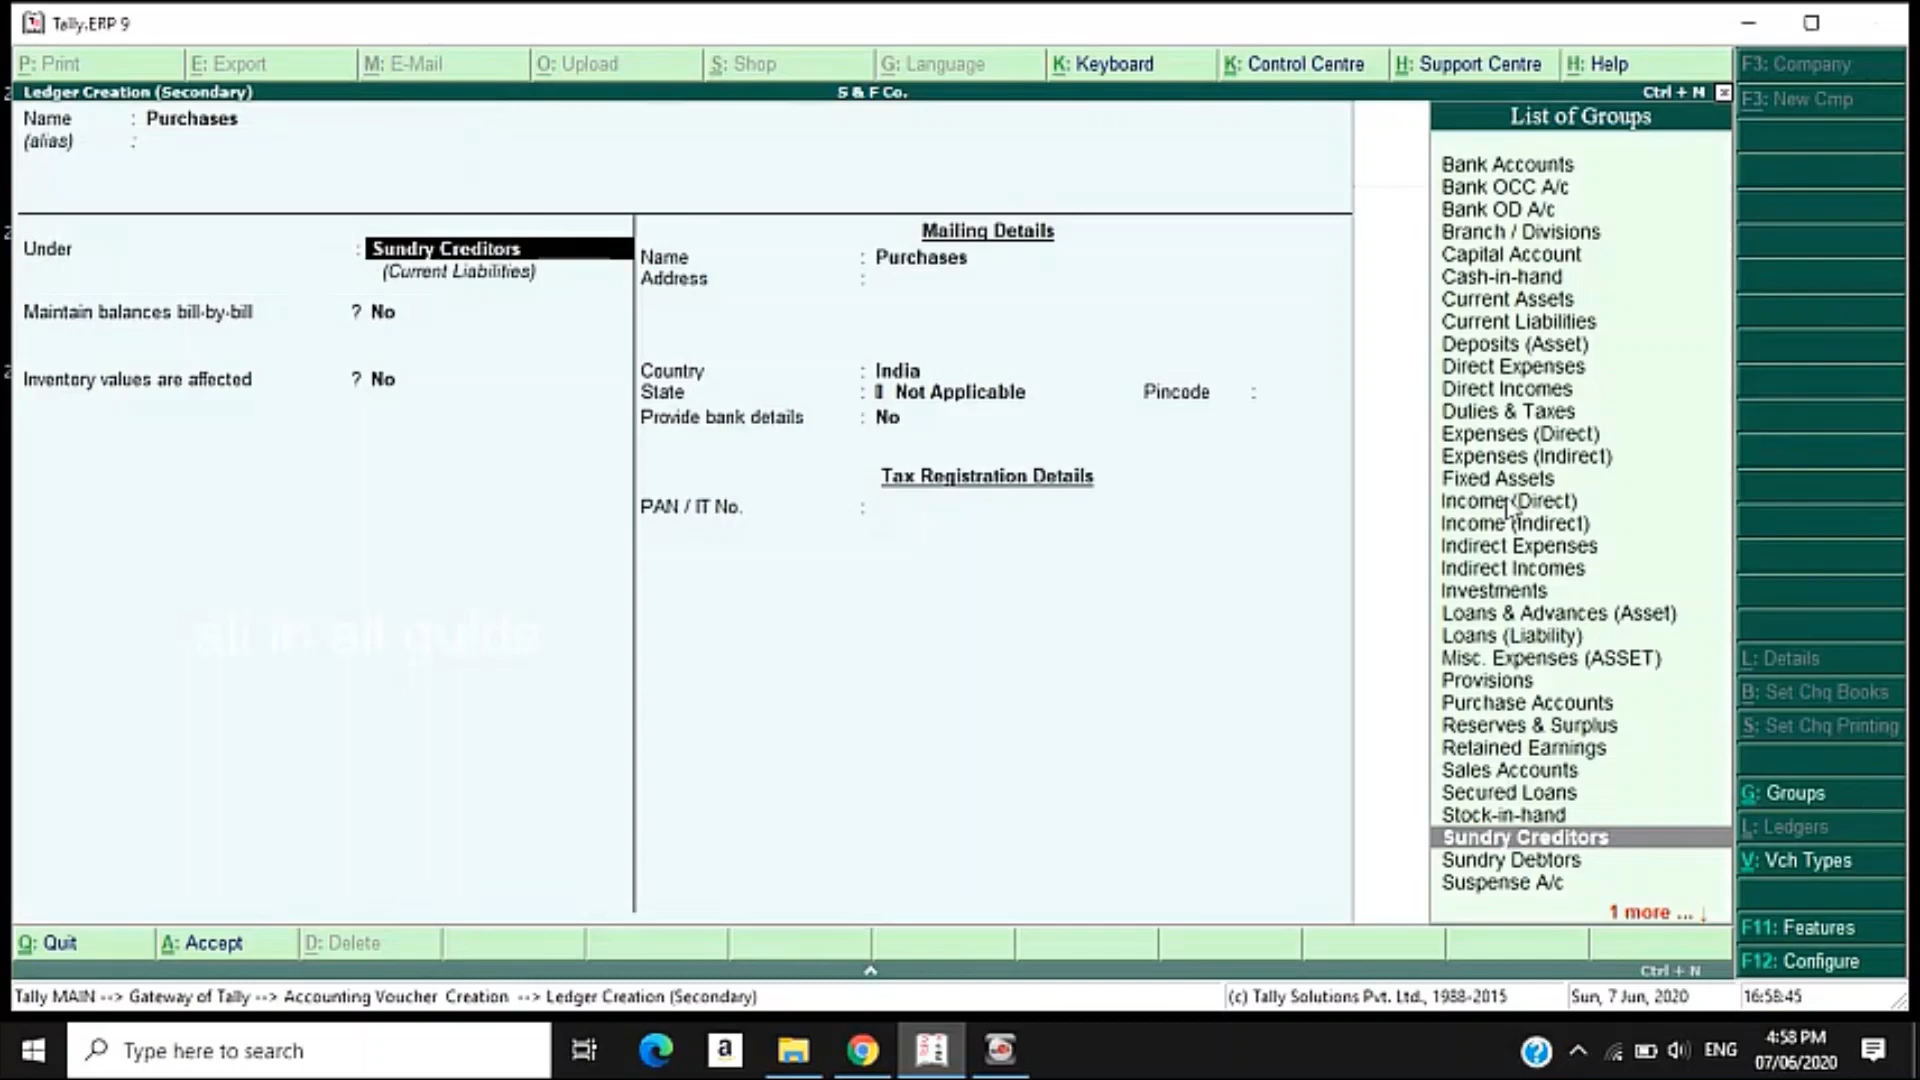 Tally.ERP 9
P: Print E: Export M: E-Mail O: Upload S: Shop G: Language K: Keyboard K: Control Centre H: Support Centre H: Help F3: Company
Ledger Creation (Secondary) S & F Co. Ctrl + M
F3: New Cmp
Name : Purchases
(alias) :
Under : Sundry Creditors
(Current Liabilities)
Maintain balances bill-by-bill ? No
Inventory values are affected ? No
Mailing Details
Name : Purchases
Address :
Country : India
State : Not Applicable Pincode :
Provide bank details : No
Tax Registration Details
PAN / IT No. :
all in all guide
List of Groups
Bank Accounts
Bank OCC A/c
Bank OD A/c
Branch / Divisions
Capital Account
Cash-in-hand
Current Assets
Current Liabilities
Deposits (Asset)
Direct Expenses
Direct Incomes
Duties & Taxes
Expenses (Direct)
Expenses (Indirect)
Fixed Assets
Income (Direct)
Income (Indirect)
Indirect Expenses
Indirect Incomes
Investments
Loans & Advances (Asset)
Loans (Liability)
Misc. Expenses (ASSET)
Provisions
Purchase Accounts
Reserves & Surplus
Retained Earnings
Sales Accounts
Secured Loans
Stock-in-hand
Sundry Creditors
Sundry Debtors
Suspense A/c
1 more ... ↓
L: Details
B: Set Chq Books
S: Set Chq Printing
G: Groups
L: Ledgers
V: Vch Types
F11: Features
F12: Configure
Q: Quit A: Accept D: Delete
Ctrl + N
Tally MAIN --> Gateway of Tally --> Accounting Voucher Creation --> Ledger Creation (Secondary) (c) Tally Solutions Pvt. Ltd., 1988-2015 Sun, 7 Jun, 2020 16:58:45
Type here to search
ENG
4:58 PM
07/06/2020